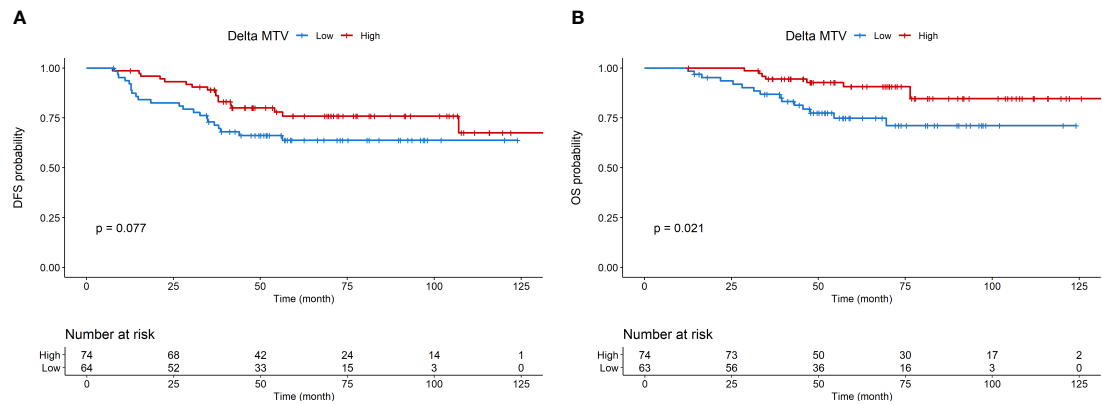 A
Delta MTV Low High
1.00
0.75
0.50
0.25
0.00
DFS probability
p = 0.077
0 25 50 75 100 125
Time (month)
Number at risk
High 74 68 42 24 14 1
Low 64 52 33 15 3 0
0 25 50 75 100 125
Time (month)
B
Delta MTV Low High
1.00
0.75
0.50
0.25
0.00
OS probability
p = 0.021
0 25 50 75 100 125
Time (month)
Number at risk
High 74 73 50 30 17 2
Low 63 56 36 16 3 0
0 25 50 75 100 125
Time (month)